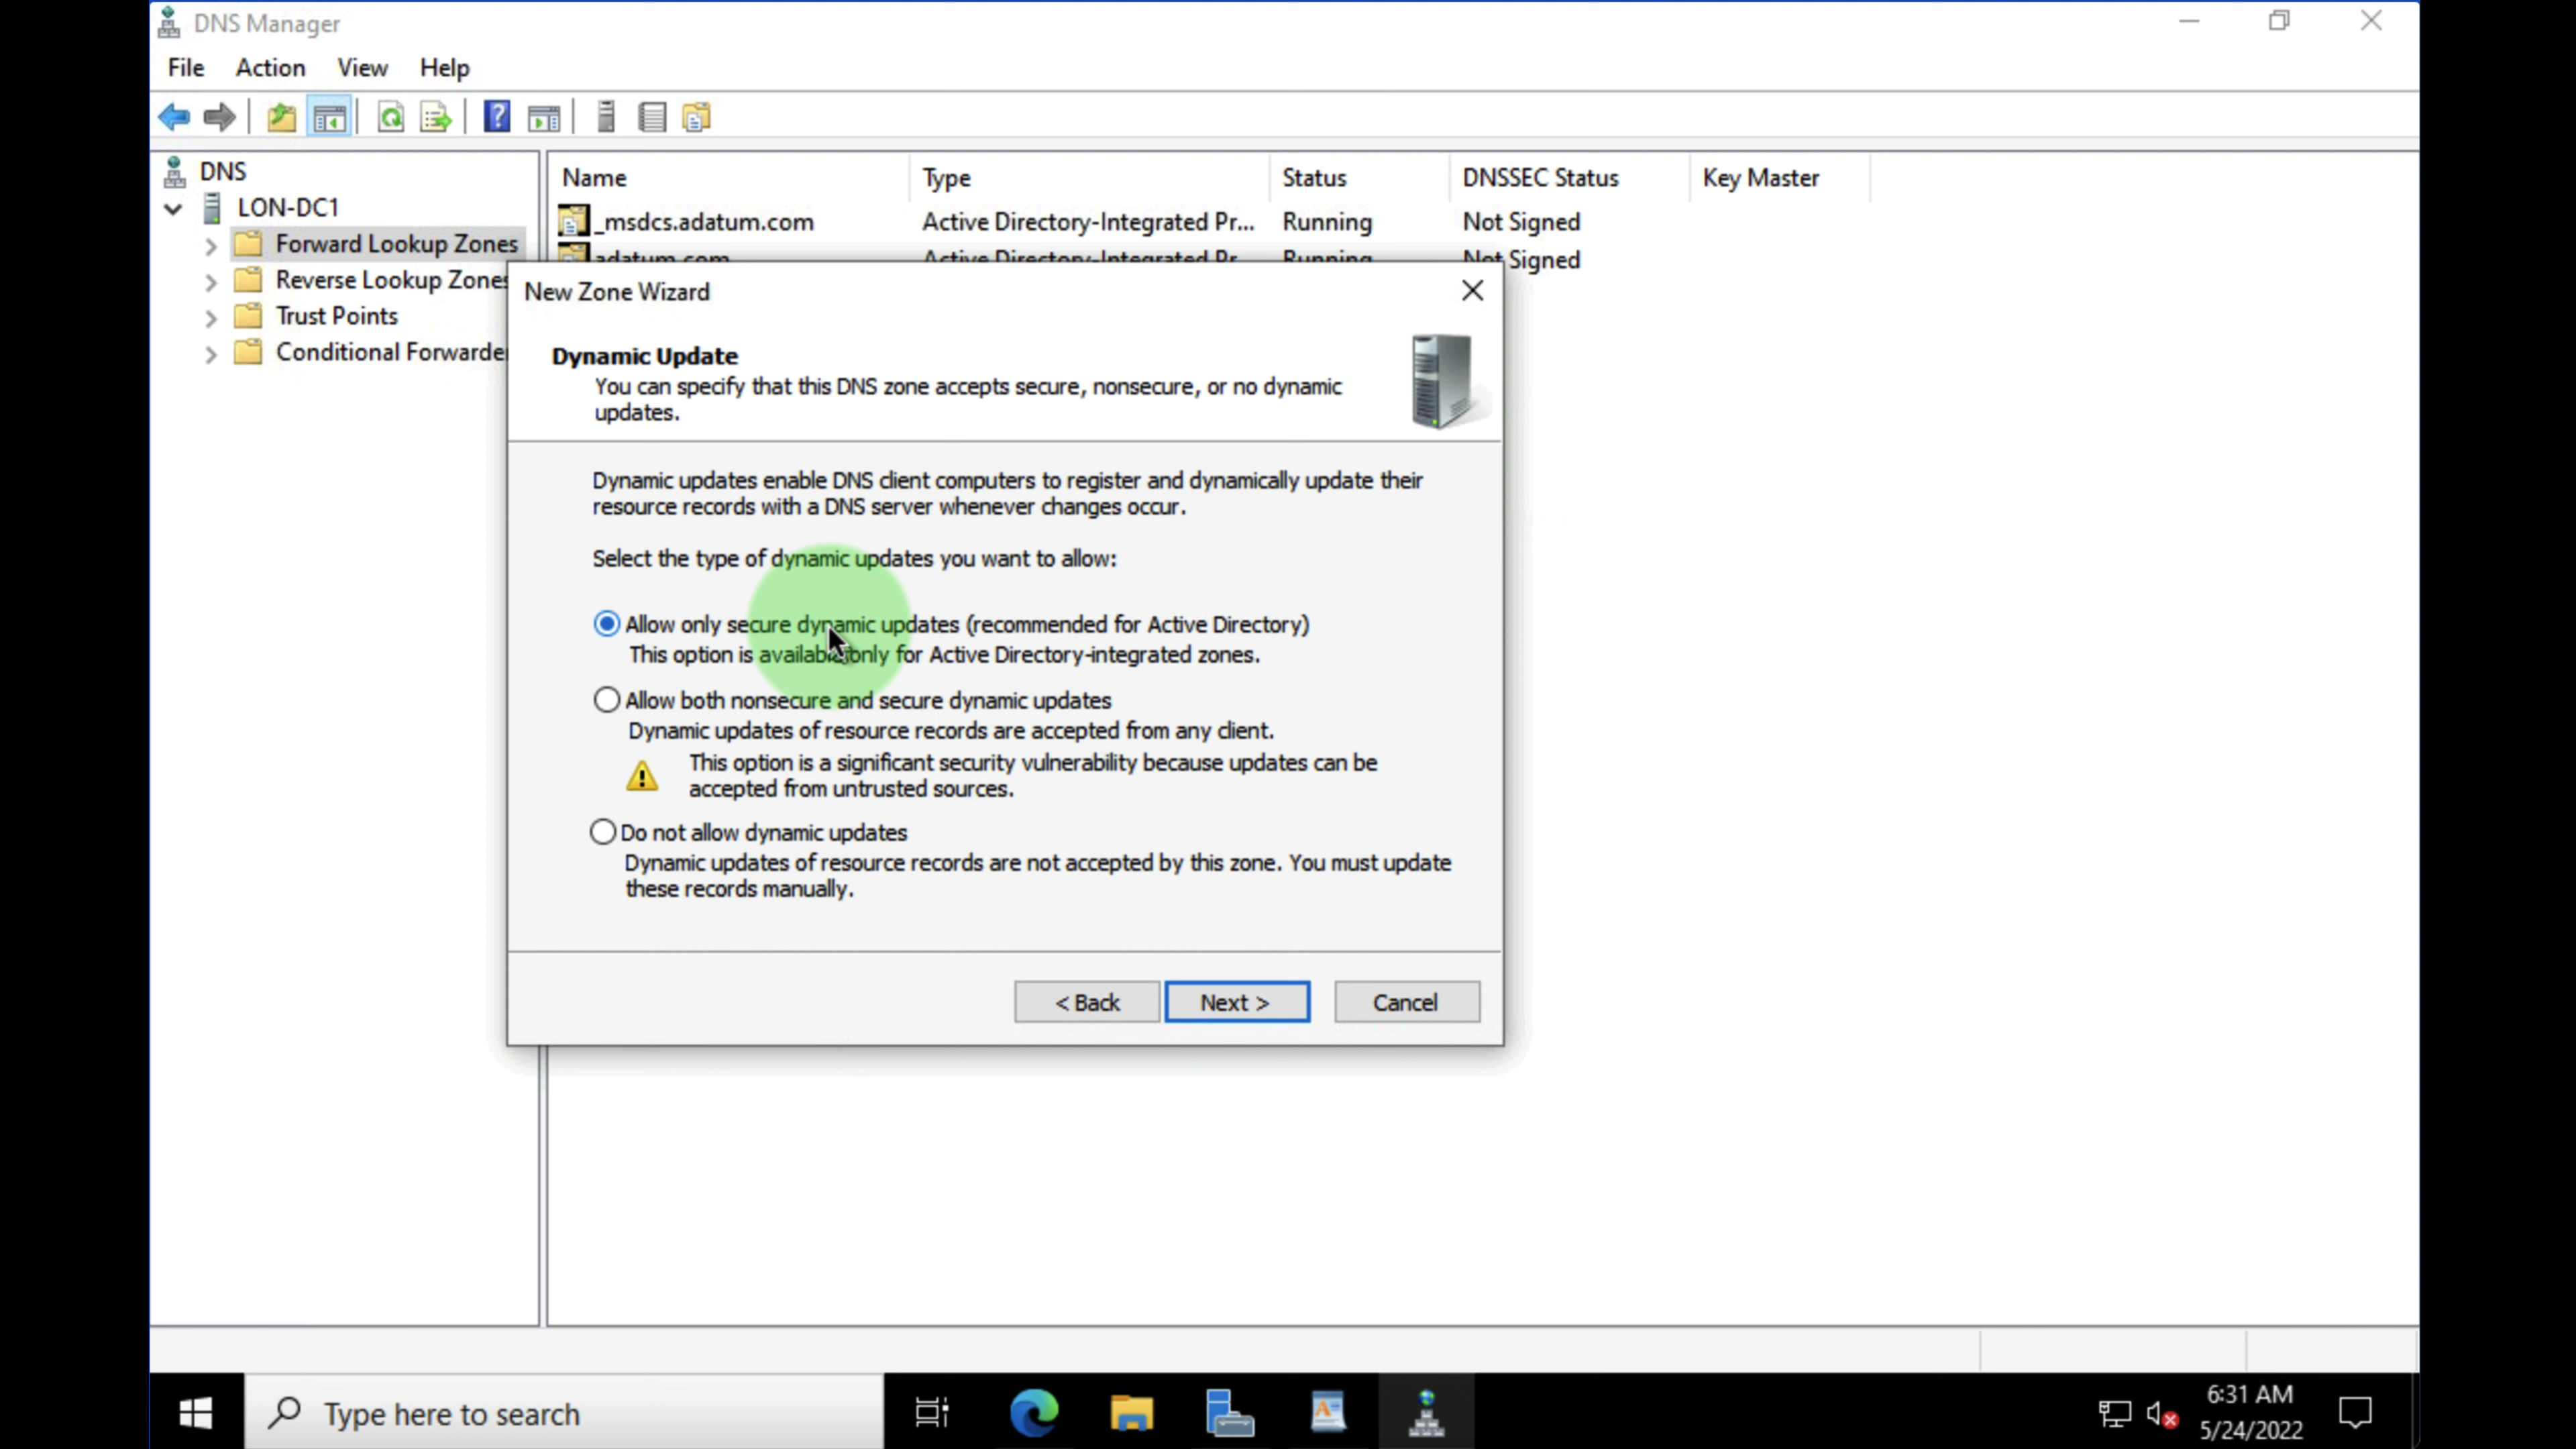 DNS Manager
File Action View Help
DNS
LON-DC1
Forward Lookup Zones
Reverse Lookup Zones
Trust Points
Conditional Forwarde
Name Type Status DNSSEC Status Key Master
_msdcs.adatum.com Active Directory-Integrated Pr... Running Not Signed
adatum.com Active Directory-Integrated Pr Running Not Signed
New Zone Wizard
Dynamic Update
You can specify that this DNS zone accepts secure, nonsecure, or no dynamic
updates.
Dynamic updates enable DNS client computers to register and dynamically update their
resource records with a DNS server whenever changes occur.
Select the type of dynamic updates you want to allow:
Allow only secure dynamic updates (recommended for Active Directory)
This option is available only for Active Directory-integrated zones.
Allow both nonsecure and secure dynamic updates
Dynamic updates of resource records are accepted from any client.
This option is a significant security vulnerability because updates can be
accepted from untrusted sources.
Do not allow dynamic updates
Dynamic updates of resource records are not accepted by this zone. You must update
these records manually.
< Back Next > Cancel
Type here to search
6:31 AM
5/24/2022